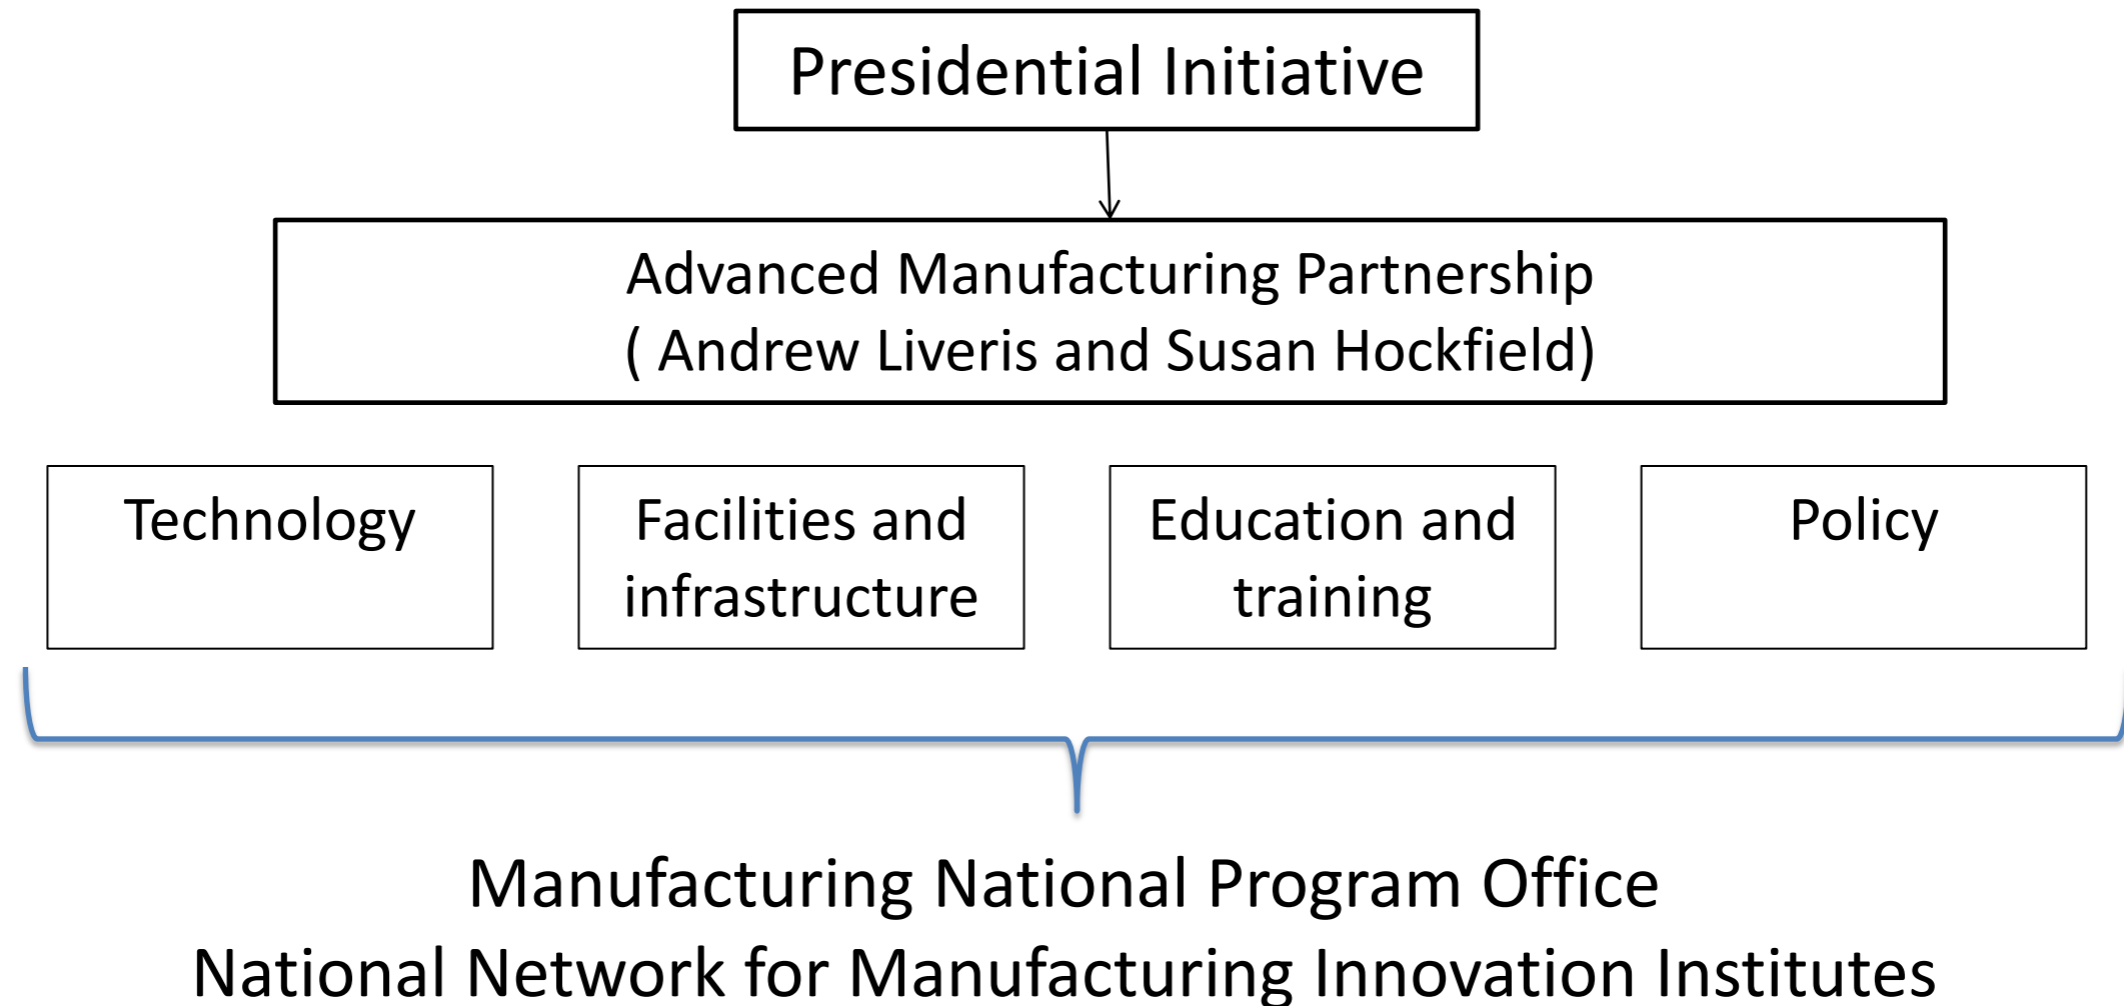 Presidential Initiative
Advanced Manufacturing Partnership
( Andrew Liveris and Susan Hockfield)
Technology
Facilities and
infrastructure
Education and
training
Policy
Manufacturing National Program Office
National Network for Manufacturing Innovation Institutes